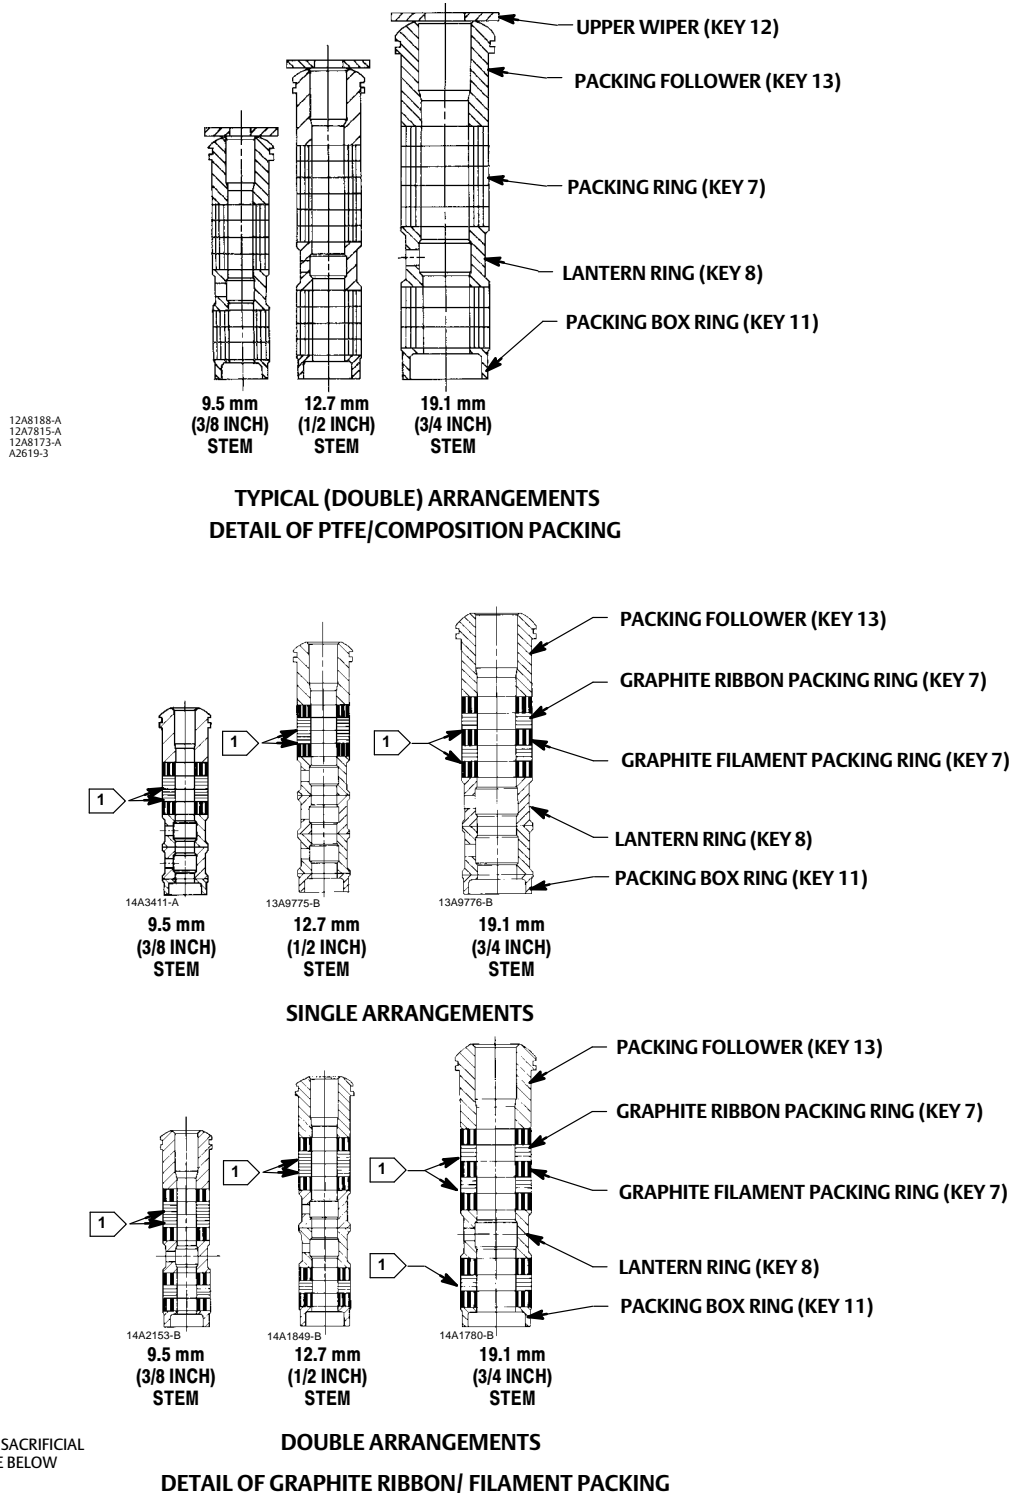 UPPER WIPER (KEY 12)
PACKING FOLLOWER (KEY 13)
PACKING RING (KEY 7)
LANTERN RING (KEY 8)
PACKING BOX RING (KEY 11)
9.5 mm
(3/8 INCH)
STEM
12.7 mm
(1/2 INCH)
STEM
19.1 mm
(3/4 INCH)
STEM
12A8188-A
12A7815-A
12A8173-A
A2619-3
TYPICAL (DOUBLE) ARRANGEMENTS
DETAIL OF PTFE/COMPOSITION PACKING
PACKING FOLLOWER (KEY 13)
GRAPHITE RIBBON PACKING RING (KEY 7)
GRAPHITE FILAMENT PACKING RING (KEY 7)
LANTERN RING (KEY 8)
PACKING BOX RING (KEY 11)
1
1
1
14A3411-A
13A9775-B
13A9776-B
9.5 mm
(3/8 INCH)
STEM
12.7 mm
(1/2 INCH)
STEM
19.1 mm
(3/4 INCH)
STEM
SINGLE ARRANGEMENTS
PACKING FOLLOWER (KEY 13)
GRAPHITE RIBBON PACKING RING (KEY 7)
GRAPHITE FILAMENT PACKING RING (KEY 7)
LANTERN RING (KEY 8)
PACKING BOX RING (KEY 11)
1
1
1
1
14A2153-B
14A1849-B
14A1780-B
9.5 mm
(3/8 INCH)
STEM
12.7 mm
(1/2 INCH)
STEM
19.1 mm
(3/4 INCH)
STEM
SACRIFICIAL
BELOW
DOUBLE ARRANGEMENTS
DETAIL OF GRAPHITE RIBBON/ FILAMENT PACKING